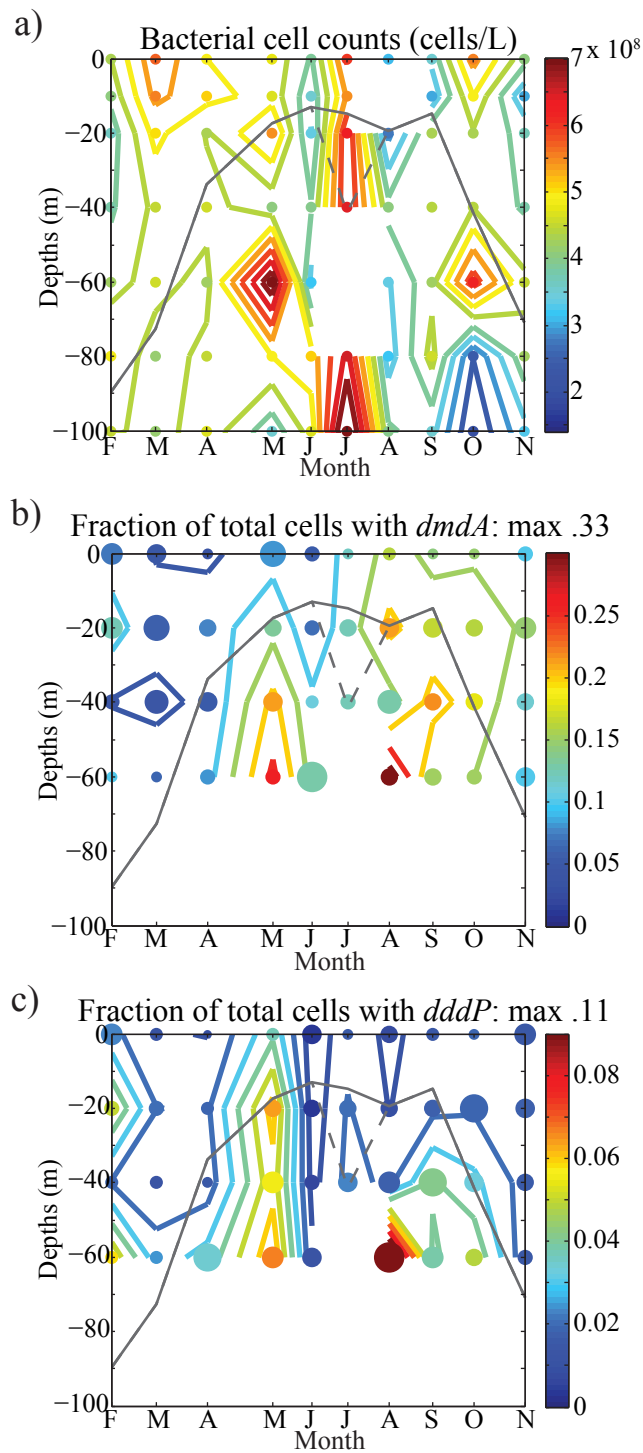 a)
Bacterial cell counts (cells/L)
7 x 10⁸
6
5
4
3
2
0
−20
−40
−60
−80
−100
Depths (m)
F M A M J J A S O N
Month
b)
Fraction of total cells with dmdA: max .33
0.25
0.2
0.15
0.1
0.05
0
0
−20
−40
−60
−80
−100
Depths (m)
F M A M J J A S O N
Month
c)
Fraction of total cells with dddP: max .11
0.08
0.06
0.04
0.02
0
0
−20
−40
−60
−80
−100
Depths (m)
F M A M J J A S O N
Month